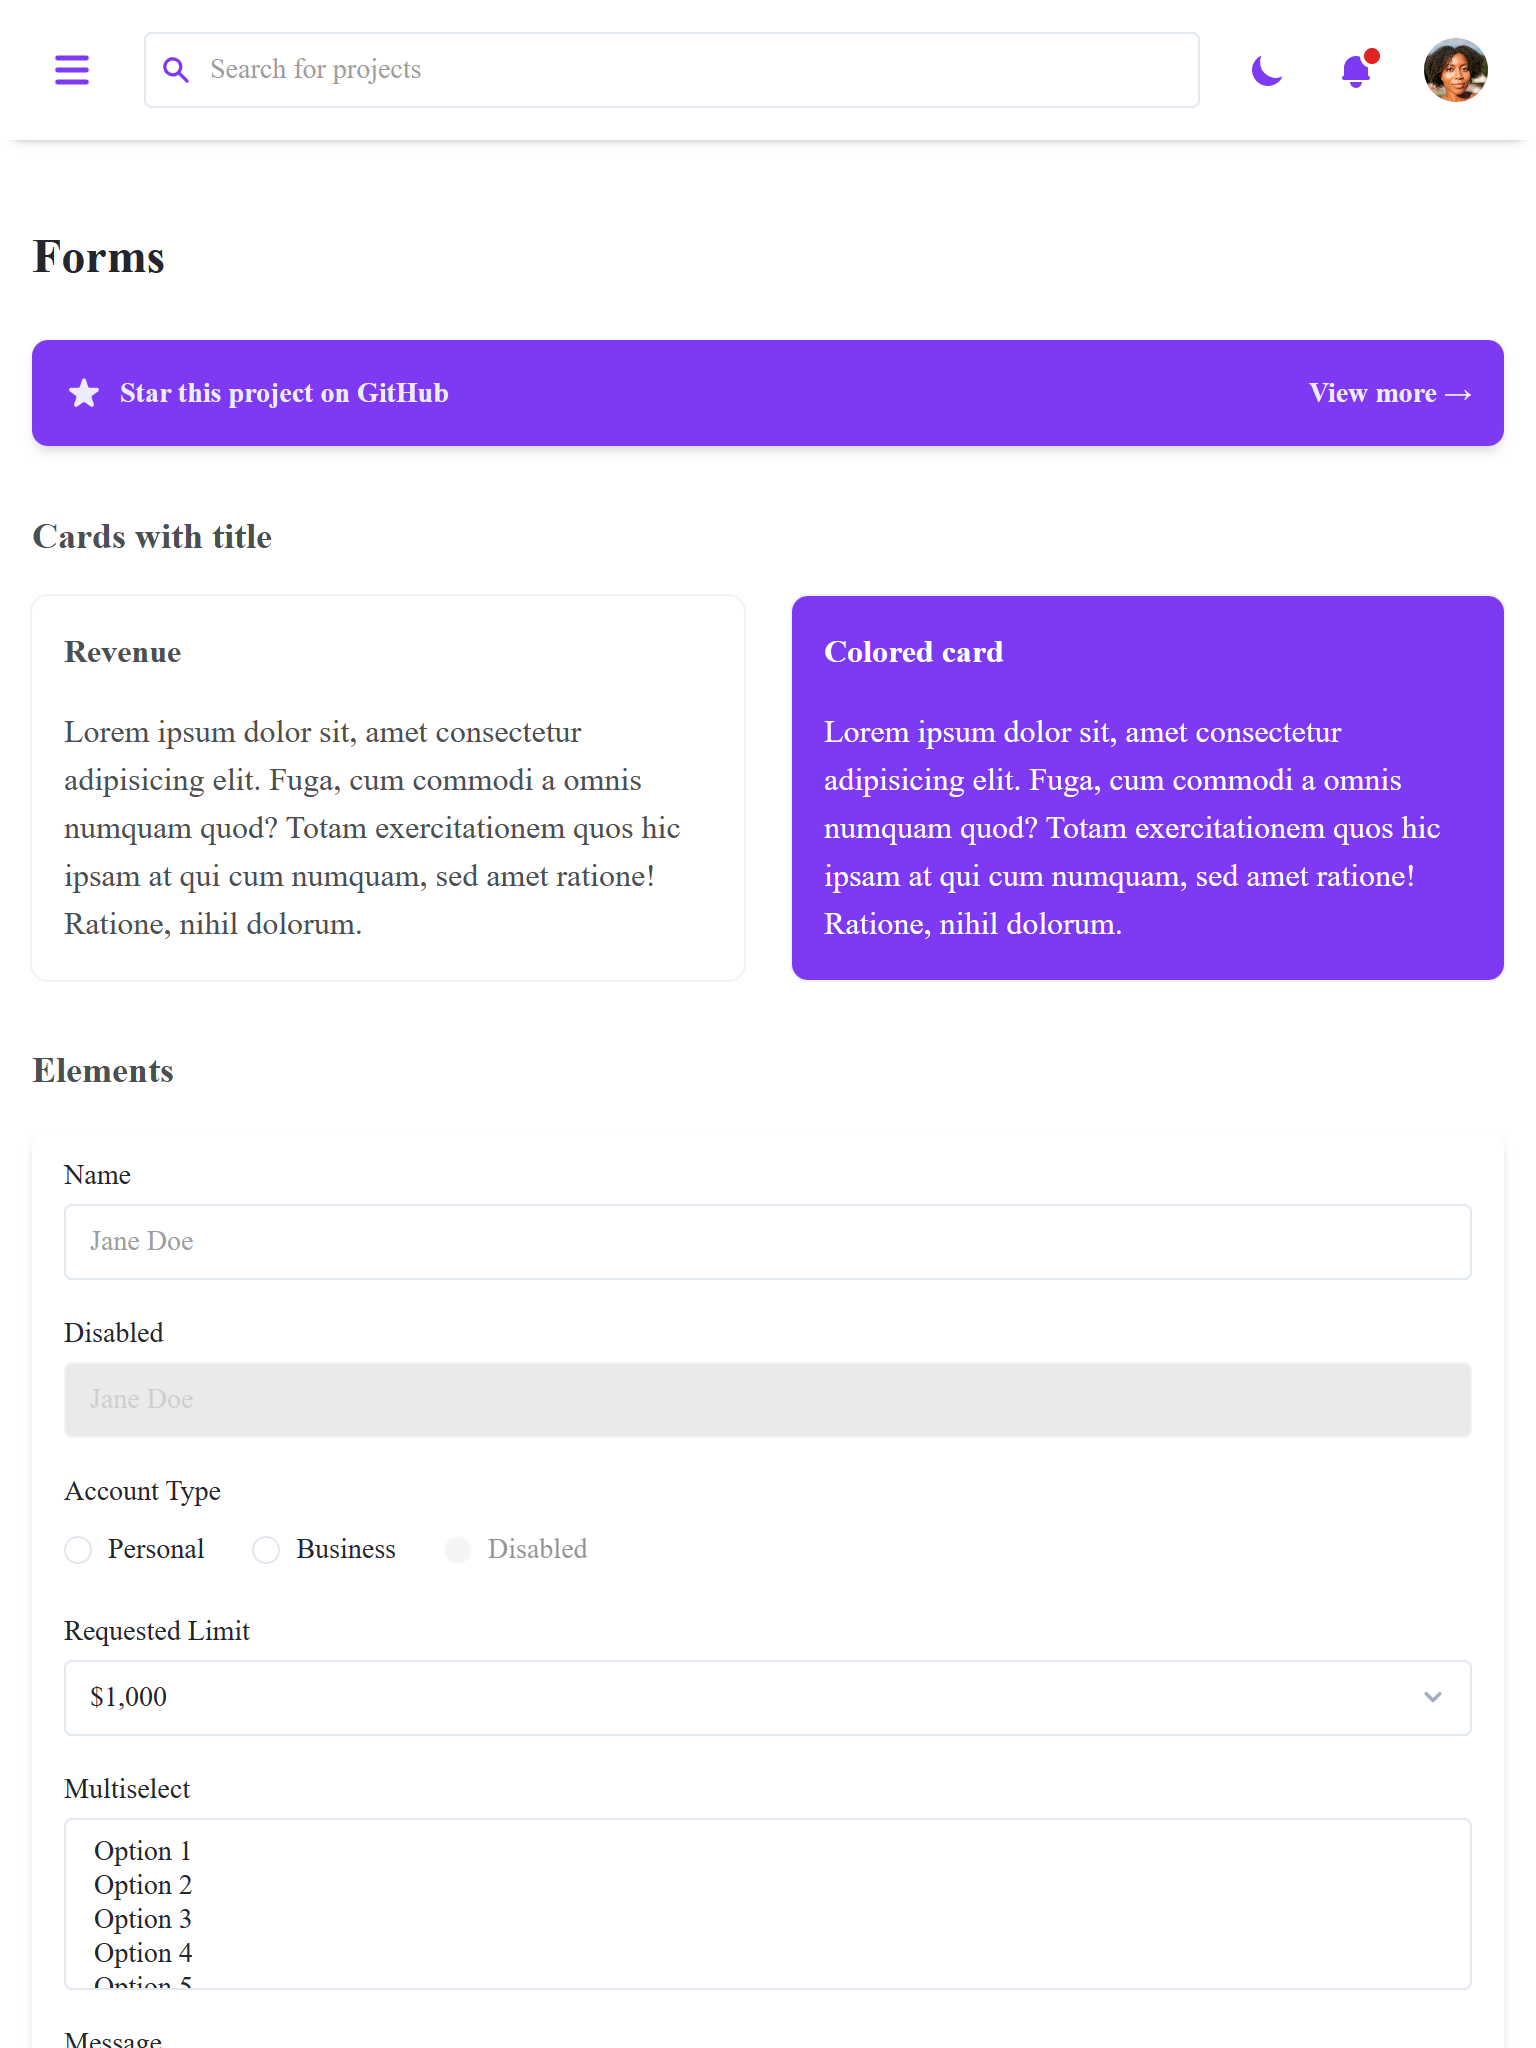 Search for projects
Forms
Star this project on GitHub
View more →
Cards with title
Revenue
Lorem ipsum dolor sit, amet consectetur
adipisicing elit. Fuga, cum commodi a omnis
numquam quod? Totam exercitationem quos hic
ipsam at qui cum numquam, sed amet ratione!
Ratione, nihil dolorum.
Colored card
Lorem ipsum dolor sit, amet consectetur
adipisicing elit. Fuga, cum commodi a omnis
numquam quod? Totam exercitationem quos hic
ipsam at qui cum numquam, sed amet ratione!
Ratione, nihil dolorum.
Elements
Name
Jane Doe
Disabled
Jane Doe
Account Type
Personal
Business
Disabled
Requested Limit
$1,000
Multiselect
Option 1
Option 2
Option 3
Option 4
Option 5
Message